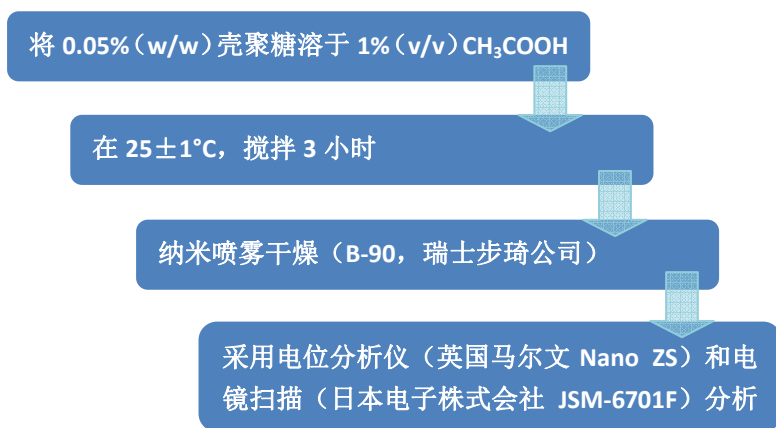 将 0.05%（w/w）壳聚糖溶于 1%（v/v）CH₃COOH
在 25±1°C，搅拌 3 小时
纳米喷雾干燥（B-90，瑞士步琦公司）
采用电位分析仪（英国马尔文 Nano ZS）和电
镜扫描（日本电子株式会社 JSM-6701F）分析